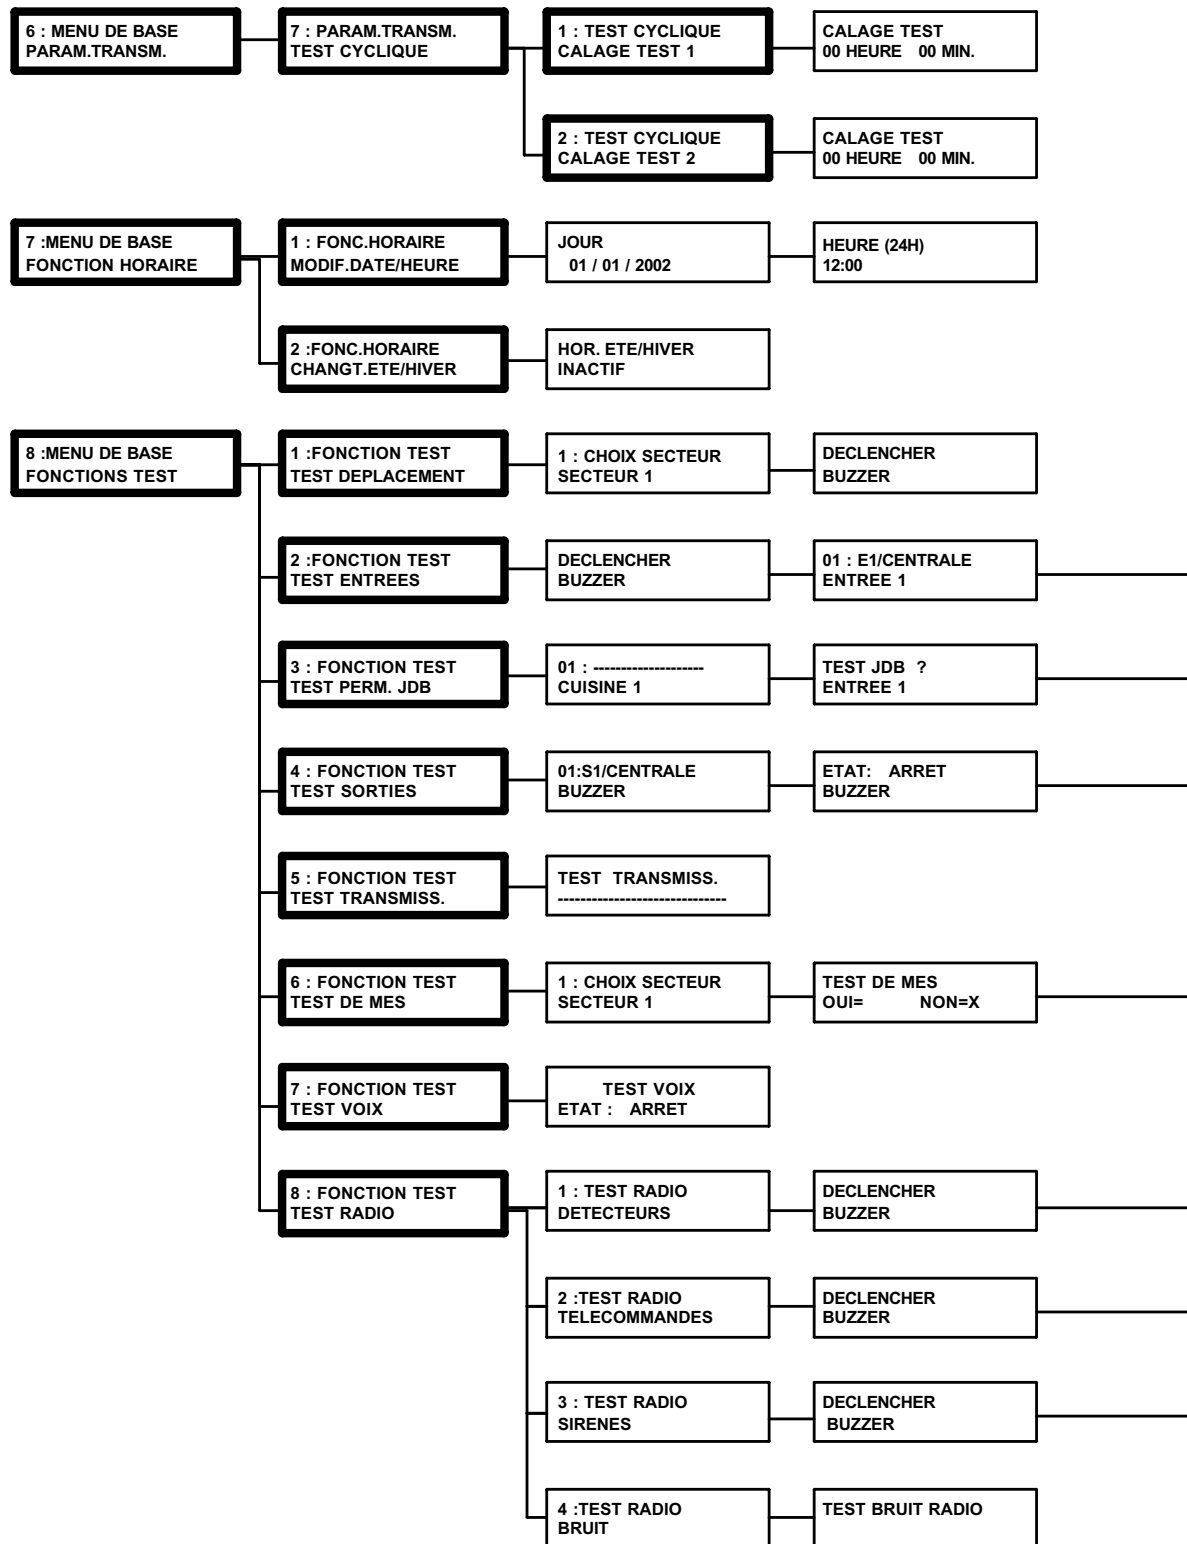 6 : MENU DE BASE
PARAM.TRANSM.
7 : PARAM.TRANSM.
TEST CYCLIQUE
1 : TEST CYCLIQUE
CALAGE TEST 1
CALAGE TEST
00 HEURE 00 MIN.
2 : TEST CYCLIQUE
CALAGE TEST 2
CALAGE TEST
00 HEURE 00 MIN.
7 :MENU DE BASE
FONCTION HORAIRE
1 : FONC.HORAIRE
MODIF.DATE/HEURE
JOUR
01 / 01 / 2002
HEURE (24H)
12:00
2 :FONC.HORAIRE
CHANGT.ETE/HIVER
HOR. ETE/HIVER
INACTIF
8 :MENU DE BASE
FONCTIONS TEST
1 :FONCTION TEST
TEST DEPLACEMENT
1 : CHOIX SECTEUR
SECTEUR 1
DECLENCHER
BUZZER
2 :FONCTION TEST
TEST ENTREES
DECLENCHER
BUZZER
01 : E1/CENTRALE
ENTREE 1
3 : FONCTION TEST
TEST PERM. JDB
01 : --------------------
CUISINE 1
TEST JDB ?
ENTREE 1
4 : FONCTION TEST
TEST SORTIES
01:S1/CENTRALE
BUZZER
ETAT: ARRET
BUZZER
5 : FONCTION TEST
TEST TRANSMISS.
TEST TRANSMISS.
------------------------------
6 : FONCTION TEST
TEST DE MES
1 : CHOIX SECTEUR
SECTEUR 1
TEST DE MES
OUI= NON=X
7 : FONCTION TEST
TEST VOIX
TEST VOIX
ETAT : ARRET
8 : FONCTION TEST
TEST RADIO
1 : TEST RADIO
DETECTEURS
DECLENCHER
BUZZER
2 :TEST RADIO
TELECOMMANDES
DECLENCHER
BUZZER
3 : TEST RADIO
SIRENES
DECLENCHER
BUZZER
4 :TEST RADIO
BRUIT
TEST BRUIT RADIO